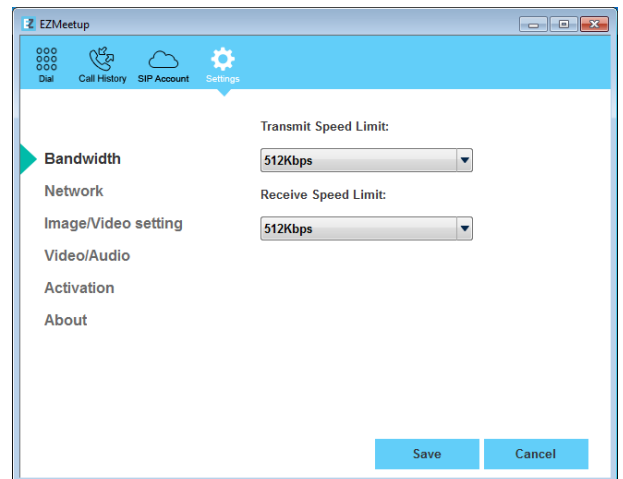 EZ EZMeetup
Dial Call History SIP Account Settings
Transmit Speed Limit:
Bandwidth
512Kbps
Network
Receive Speed Limit:
Image/Video setting
512Kbps
Video/Audio
Activation
About
Save Cancel